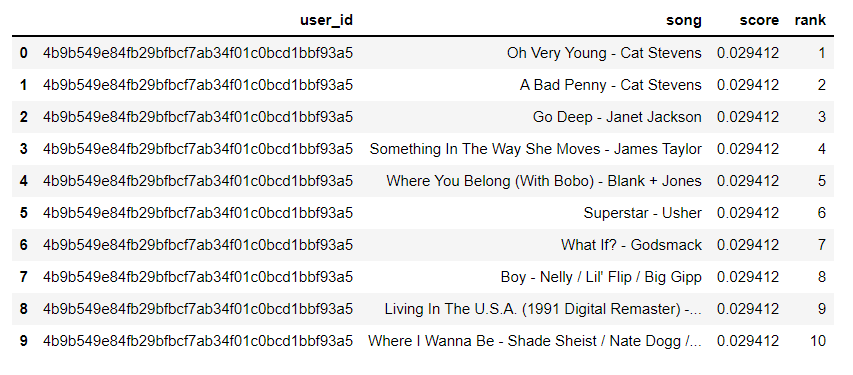 user_id song score rank
0 4b9b549e84fb29bfbcf7ab34f01c0bcd1bbf93a5 Oh Very Young - Cat Stevens 0.029412 1
1 4b9b549e84fb29bfbcf7ab34f01c0bcd1bbf93a5 A Bad Penny - Cat Stevens 0.029412 2
2 4b9b549e84fb29bfbcf7ab34f01c0bcd1bbf93a5 Go Deep - Janet Jackson 0.029412 3
3 4b9b549e84fb29bfbcf7ab34f01c0bcd1bbf93a5 Something In The Way She Moves - James Taylor 0.029412 4
4 4b9b549e84fb29bfbcf7ab34f01c0bcd1bbf93a5 Where You Belong (With Bobo) - Blank + Jones 0.029412 5
5 4b9b549e84fb29bfbcf7ab34f01c0bcd1bbf93a5 Superstar - Usher 0.029412 6
6 4b9b549e84fb29bfbcf7ab34f01c0bcd1bbf93a5 What If? - Godsmack 0.029412 7
7 4b9b549e84fb29bfbcf7ab34f01c0bcd1bbf93a5 Boy - Nelly / Lil' Flip / Big Gipp 0.029412 8
8 4b9b549e84fb29bfbcf7ab34f01c0bcd1bbf93a5 Living In The U.S.A. (1991 Digital Remaster) -... 0.029412 9
9 4b9b549e84fb29bfbcf7ab34f01c0bcd1bbf93a5 Where I Wanna Be - Shade Sheist / Nate Dogg /... 0.029412 10